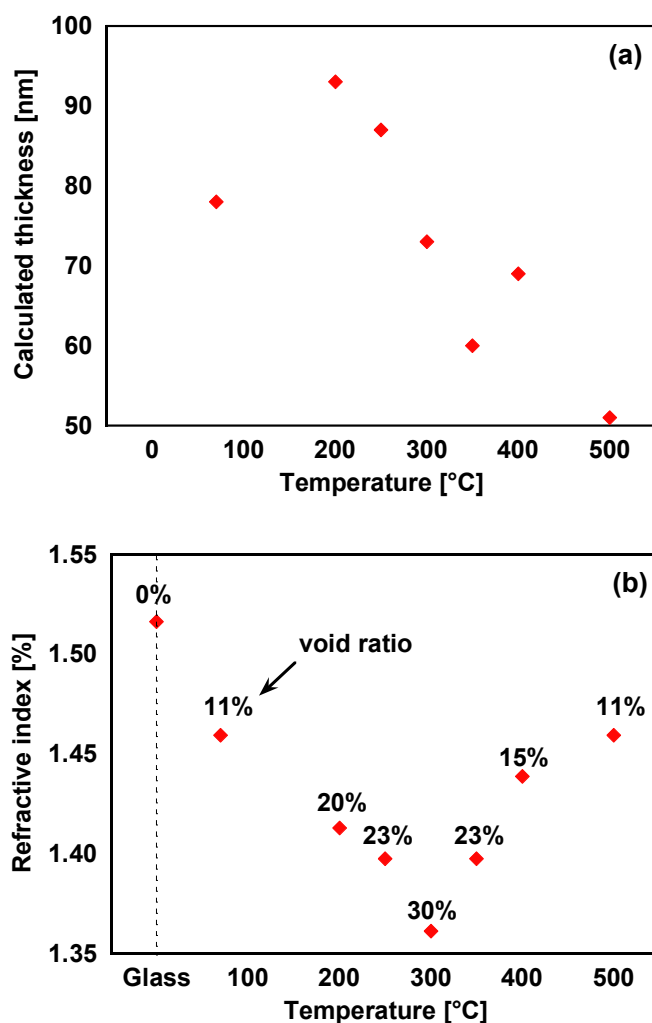 (a)
Calculated thickness [nm]
100
90
80
70
60
50
0 100 200 300 400 500
Temperature [°C]
(b)
Refractive index [%]
1.55
1.50
1.45
1.40
1.35
0%
void ratio
11%
20%
23%
30%
23%
15%
11%
Glass 100 200 300 400 500
Temperature [°C]